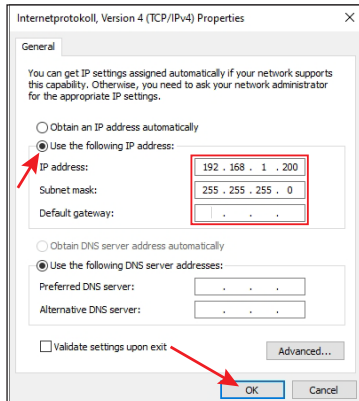 Internetprotokoll, Version 4 (TCP/IPv4) Properties
General
You can get IP settings assigned automatically if your network supports
this capability. Otherwise, you need to ask your network administrator
for the appropriate IP settings.
Obtain an IP address automatically
Use the following IP address:
IP address: 192 . 168 . 1 . 200
Subnet mask: 255 . 255 . 255 . 0
Default gateway: . . .
Obtain DNS server address automatically
Use the following DNS server addresses:
Preferred DNS server: . . .
Alternative DNS server: . . .
Validate settings upon exit
Advanced...
OK Cancel